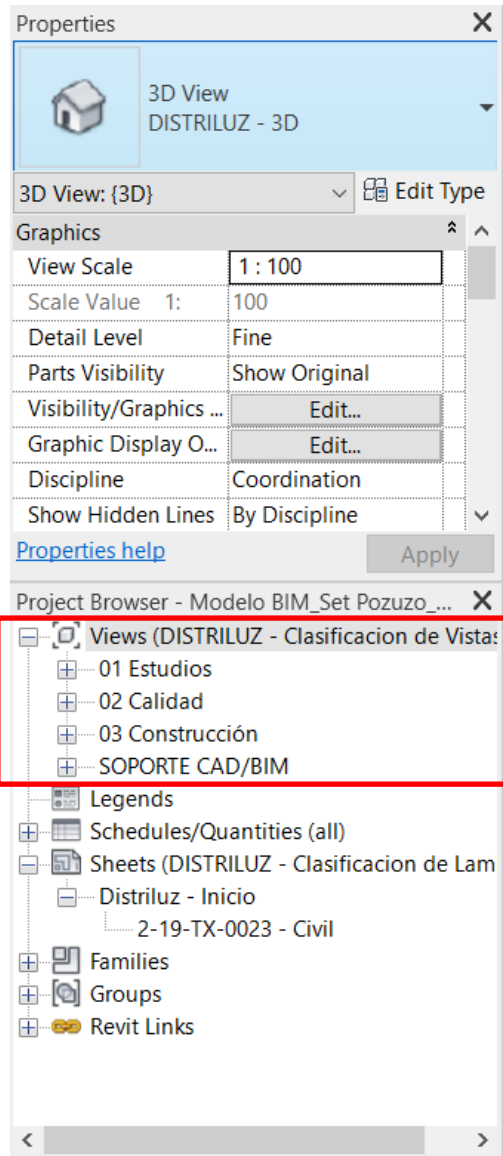 Properties
3D View
DISTRILUZ - 3D
3D View: {3D}
Edit Type
Graphics
View Scale 1 : 100
Scale Value 1: 100
Detail Level Fine
Parts Visibility Show Original
Visibility/Graphics ... Edit...
Graphic Display O... Edit...
Discipline Coordination
Show Hidden Lines By Discipline
Properties help Apply
Project Browser - Modelo BIM_Set Pozuzo_...
Views (DISTRILUZ - Clasificacion de Vistas
01 Estudios
02 Calidad
03 Construcción
SOPORTE CAD/BIM
Legends
Schedules/Quantities (all)
Sheets (DISTRILUZ - Clasificacion de Lam
Distriluz - Inicio
2-19-TX-0023 - Civil
Families
Groups
Revit Links